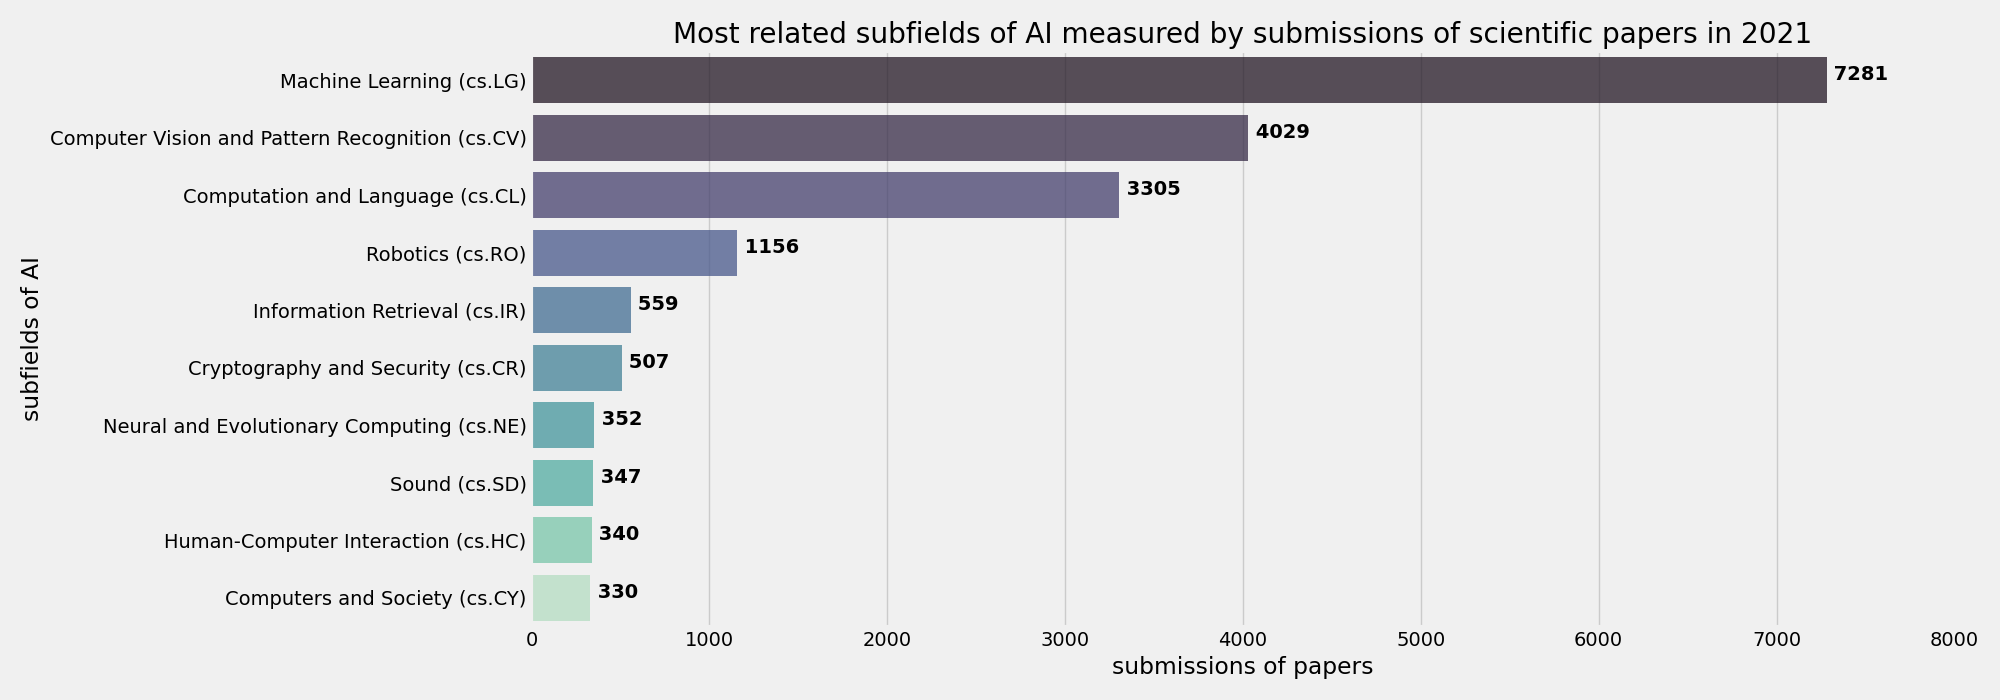 Most related subfields of AI measured by submissions of scientific papers in 2021
Machine Learning (cs.LG) 7281
Computer Vision and Pattern Recognition (cs.CV) 4029
Computation and Language (cs.CL) 3305
Robotics (cs.RO) 1156
Information Retrieval (cs.IR) 559
Cryptography and Security (cs.CR) 507
Neural and Evolutionary Computing (cs.NE) 352
Sound (cs.SD) 347
Human-Computer Interaction (cs.HC) 340
Computers and Society (cs.CY) 330
subfields of AI
0 1000 2000 3000 4000 5000 6000 7000 8000
submissions of papers